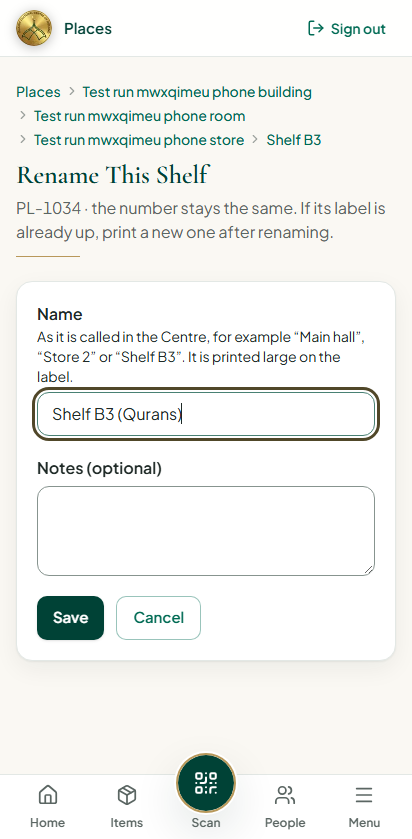 Places
Sign out
Places > Test run mwxqimeu phone building
> Test run mwxqimeu phone room
> Test run mwxqimeu phone store > Shelf B3
Rename This Shelf
PL-1034 · the number stays the same. If its label is
already up, print a new one after renaming.
Name
As it is called in the Centre, for example “Main hall”,
“Store 2” or “Shelf B3”. It is printed large on the
label.
Shelf B3 (Qurans)
Notes (optional)
Save
Cancel
Home
Items
Scan
People
Menu